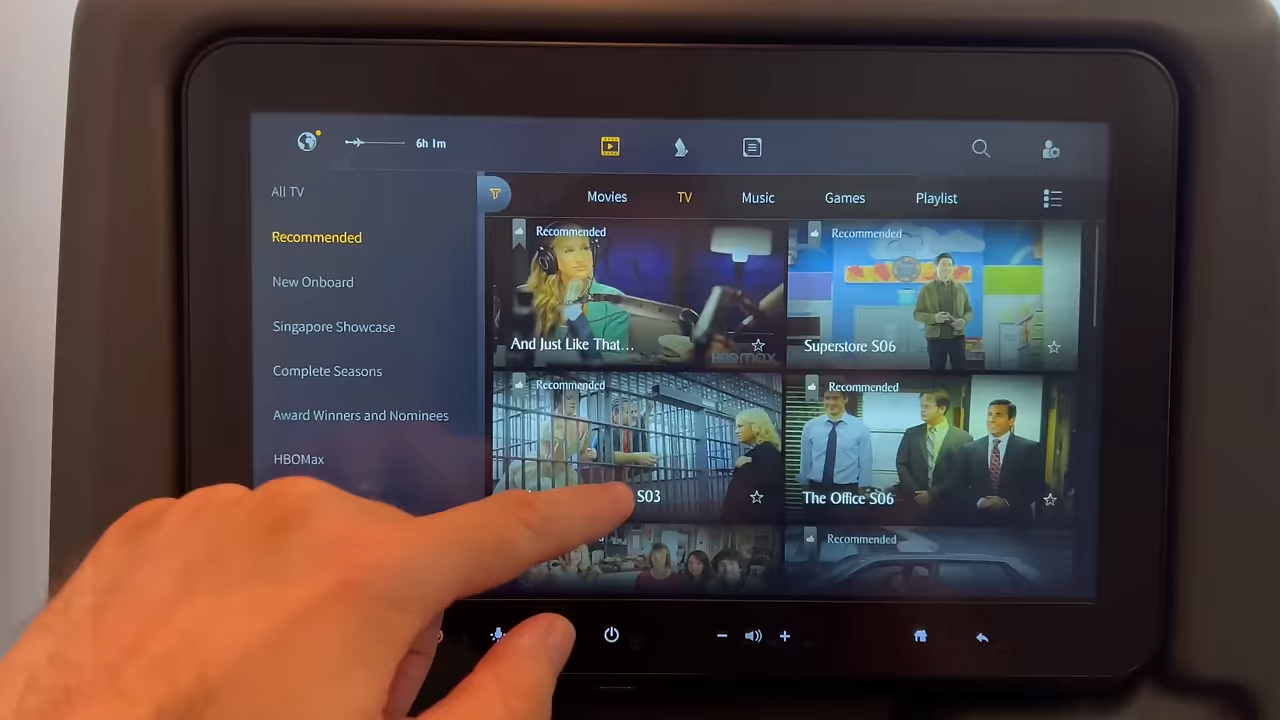 6h 1m
All TV
Recommended
New Onboard
Singapore Showcase
Complete Seasons
Award Winners and Nominees
HBOMax
Movies
TV
Music
Games
Playlist
Recommended
And Just Like That...
HBOmax
Recommended
Superstore S06
Recommended
S03
Recommended
The Office S06
Recommended